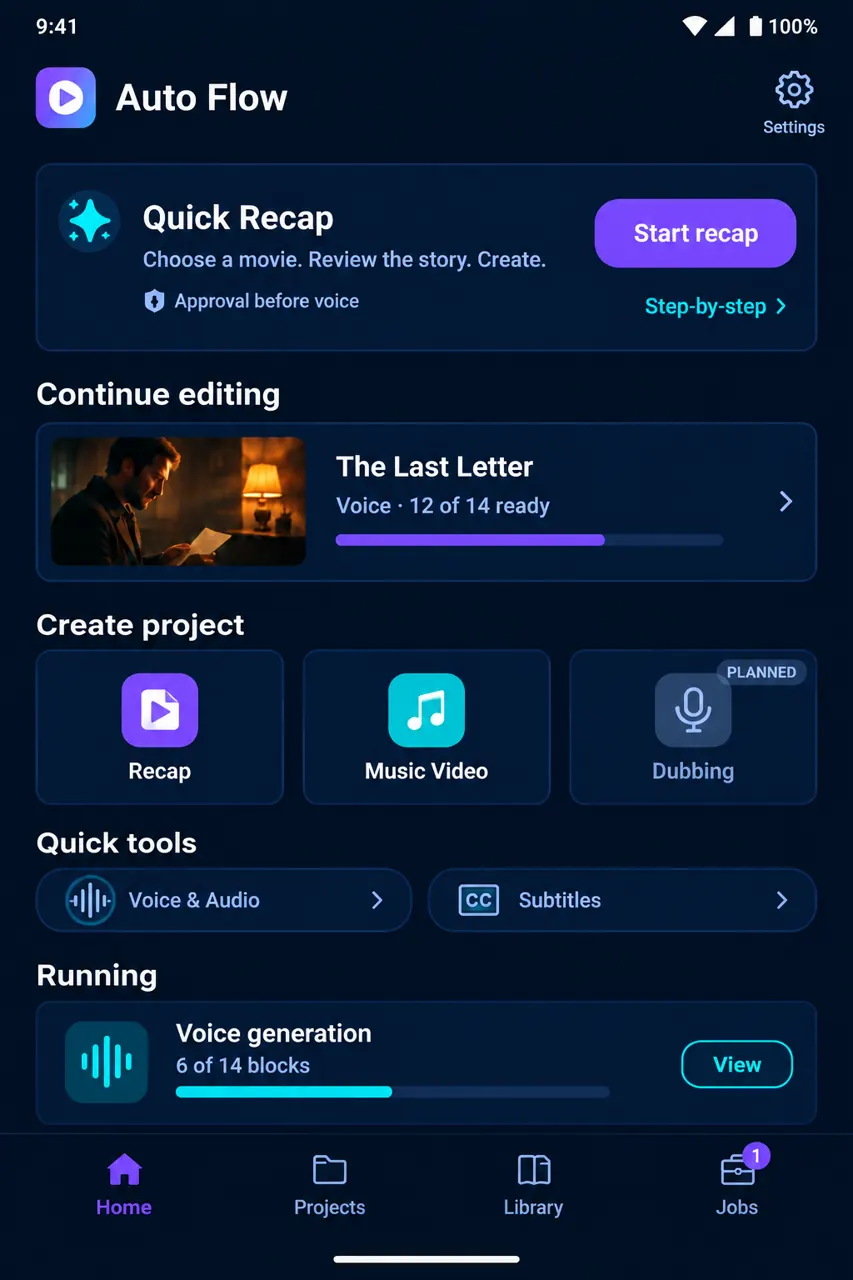 9:41
100%
Auto Flow
Settings
Quick Recap
Choose a movie. Review the story. Create.
Approval before voice
Start recap
Step-by-step
Continue editing
The Last Letter
Voice · 12 of 14 ready
Create project
Recap
Music Video
PLANNED
Dubbing
Quick tools
Voice & Audio
CC
Subtitles
Running
Voice generation
6 of 14 blocks
View
Home
Projects
Library
1
Jobs